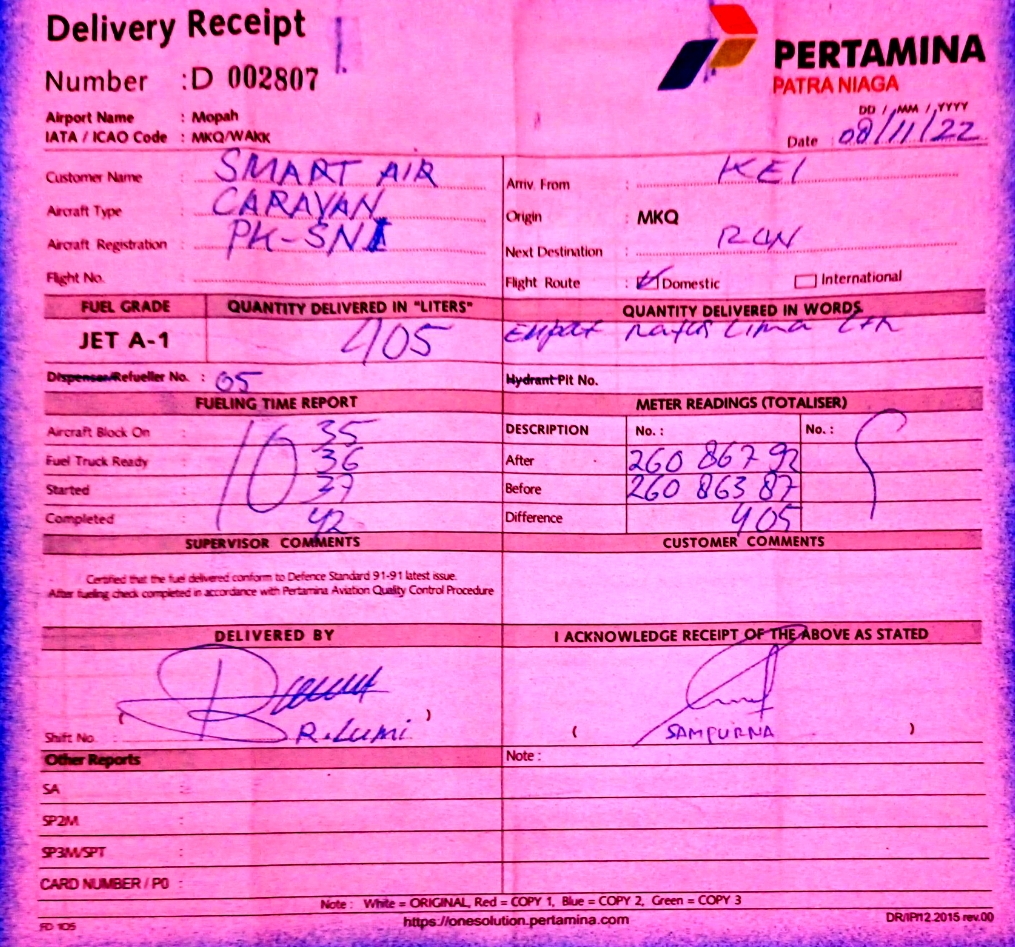 Delivery Receipt
PERTAMINA
PATRA NIAGA
Number : D 002807
Airport Name : Mopah
IATA / ICAO Code : MKQ/WAKK
DD / MM / YYYY
Date : 08/11/22
Customer Name : SMART AIR
Arriv. From : KEI
Aircraft Type : CARAVAN
Origin : MKQ
Aircraft Registration : PK-SNI
Next Destination :
Flight No. :
Flight Route : Domestic International
FUEL GRADE QUANTITY DELIVERED IN "LITERS" QUANTITY DELIVERED IN WORDS
JET A-1 405 Empat Ratus Lima
Dispenser/Refueller No. : 05 Hydrant Pit No.
FUELING TIME REPORT METER READINGS (TOTALISER)
Aircraft Block On : 10 35 DESCRIPTION No. : No. :
Fuel Truck Ready : 36 After 260 867 92
Started : 37 Before 260 863 87
Completed : 42 Difference 405
SUPERVISOR COMMENTS CUSTOMER COMMENTS
Certified that the fuel delivered conform to Defence Standard 91-91 latest issue.
After fueling check completed in accordance with Pertamina Aviation Quality Control Procedure
DELIVERED BY I ACKNOWLEDGE RECEIPT OF THE ABOVE AS STATED
Shift No. ( R. Lumi ) ( SAMPURNA )
Other Reports Note :
SA :
SP2M :
SP3M/SPT :
CARD NUMBER / PO :
Note : White = ORIGINAL, Red = COPY 1, Blue = COPY 2, Green = COPY 3
FD 105 https://onesolution.pertamina.com DR/IP/12.2015 rev.00